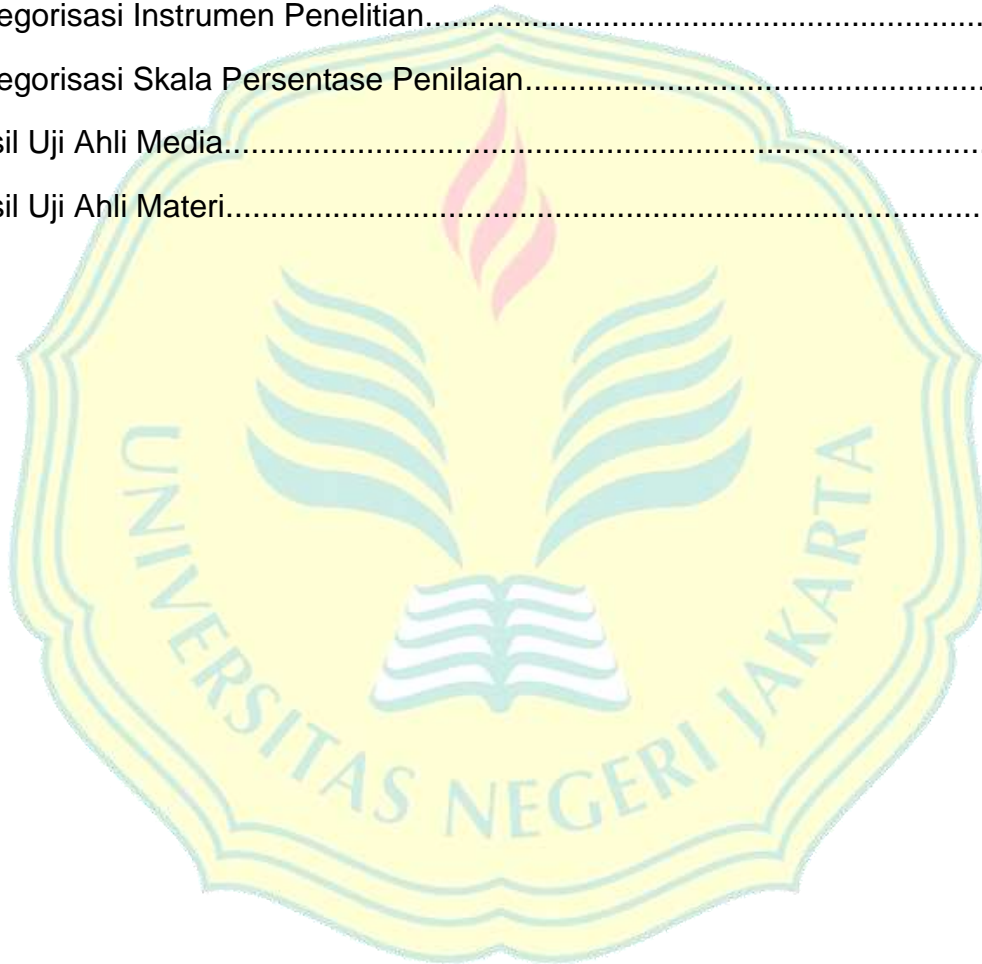 egorisasi Instrumen Penelitian
egorisasi Skala Persentase Penilaian
sil Uji Ahli Media
sil Uji Ahli Materi
UNIVERSITAS NEGERI JAKARTA